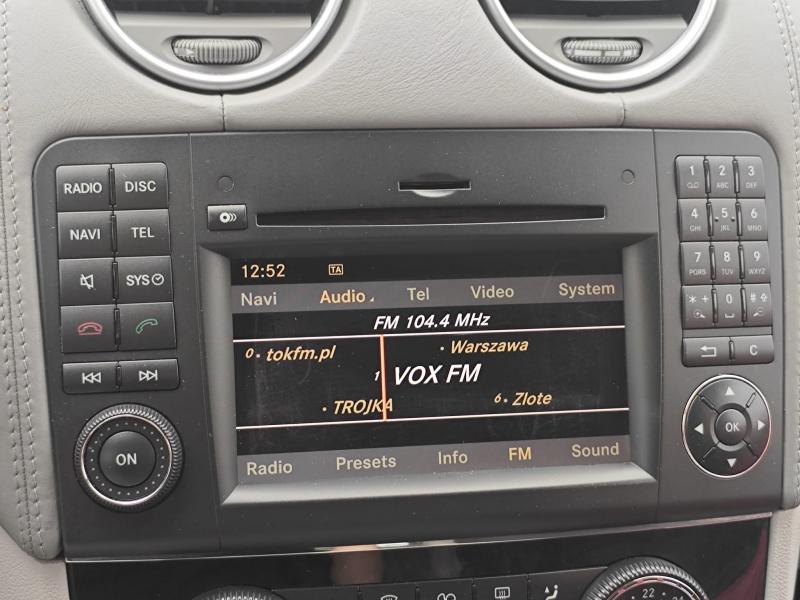 RADIO DISC
NAVI TEL
SYS
ON
12:52 TA
Navi Audio Tel Video System
FM 104.4 MHz
0 tokfm.pl Warszawa
1 VOX FM
TROJKA 6 Zlote
Radio Presets Info FM Sound
1 2 ABC 3 DEF
4 GHI 5 JKL 6 MNO
7 PQRS 8 TUV 9 WXYZ
* + 0 #
C
OK
22